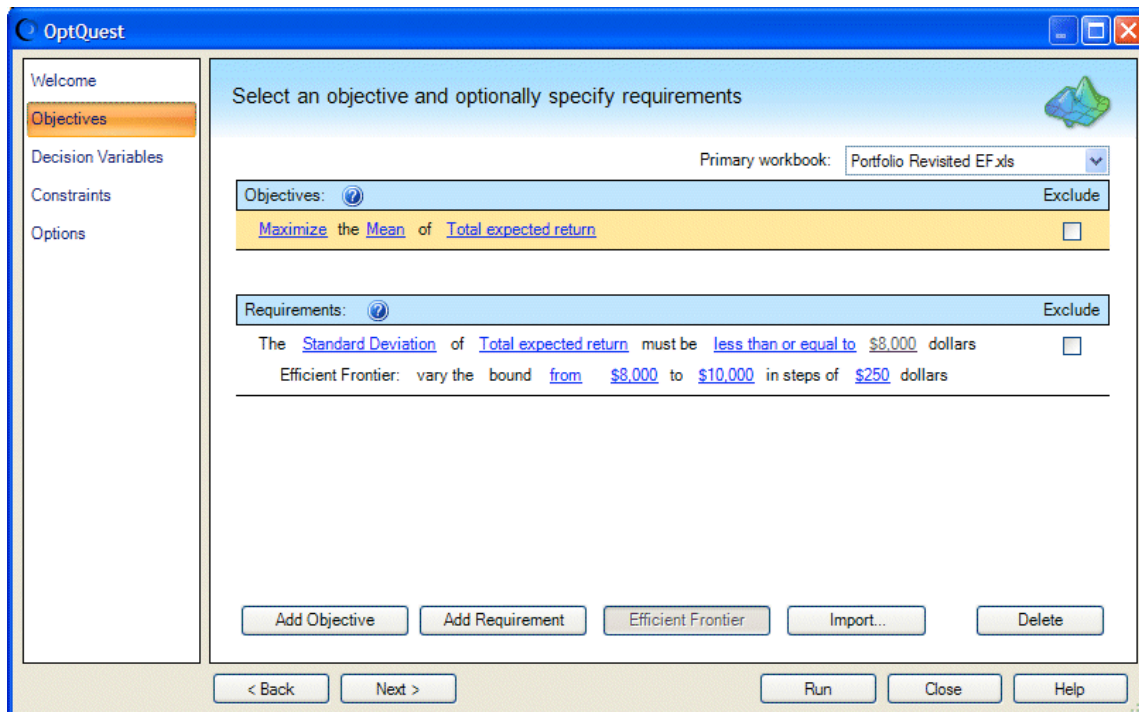 OptQuest
Welcome
Objectives
Decision Variables
Constraints
Options
Select an objective and optionally specify requirements
Primary workbook: Portfolio Revisited EF.xls
Objectives: ? Exclude
Maximize the Mean of Total expected return
Requirements: ? Exclude
The Standard Deviation of Total expected return must be less than or equal to $8,000 dollars
Efficient Frontier: vary the bound from $8,000 to $10,000 in steps of $250 dollars
Add Objective Add Requirement Efficient Frontier Import... Delete
< Back Next > Run Close Help